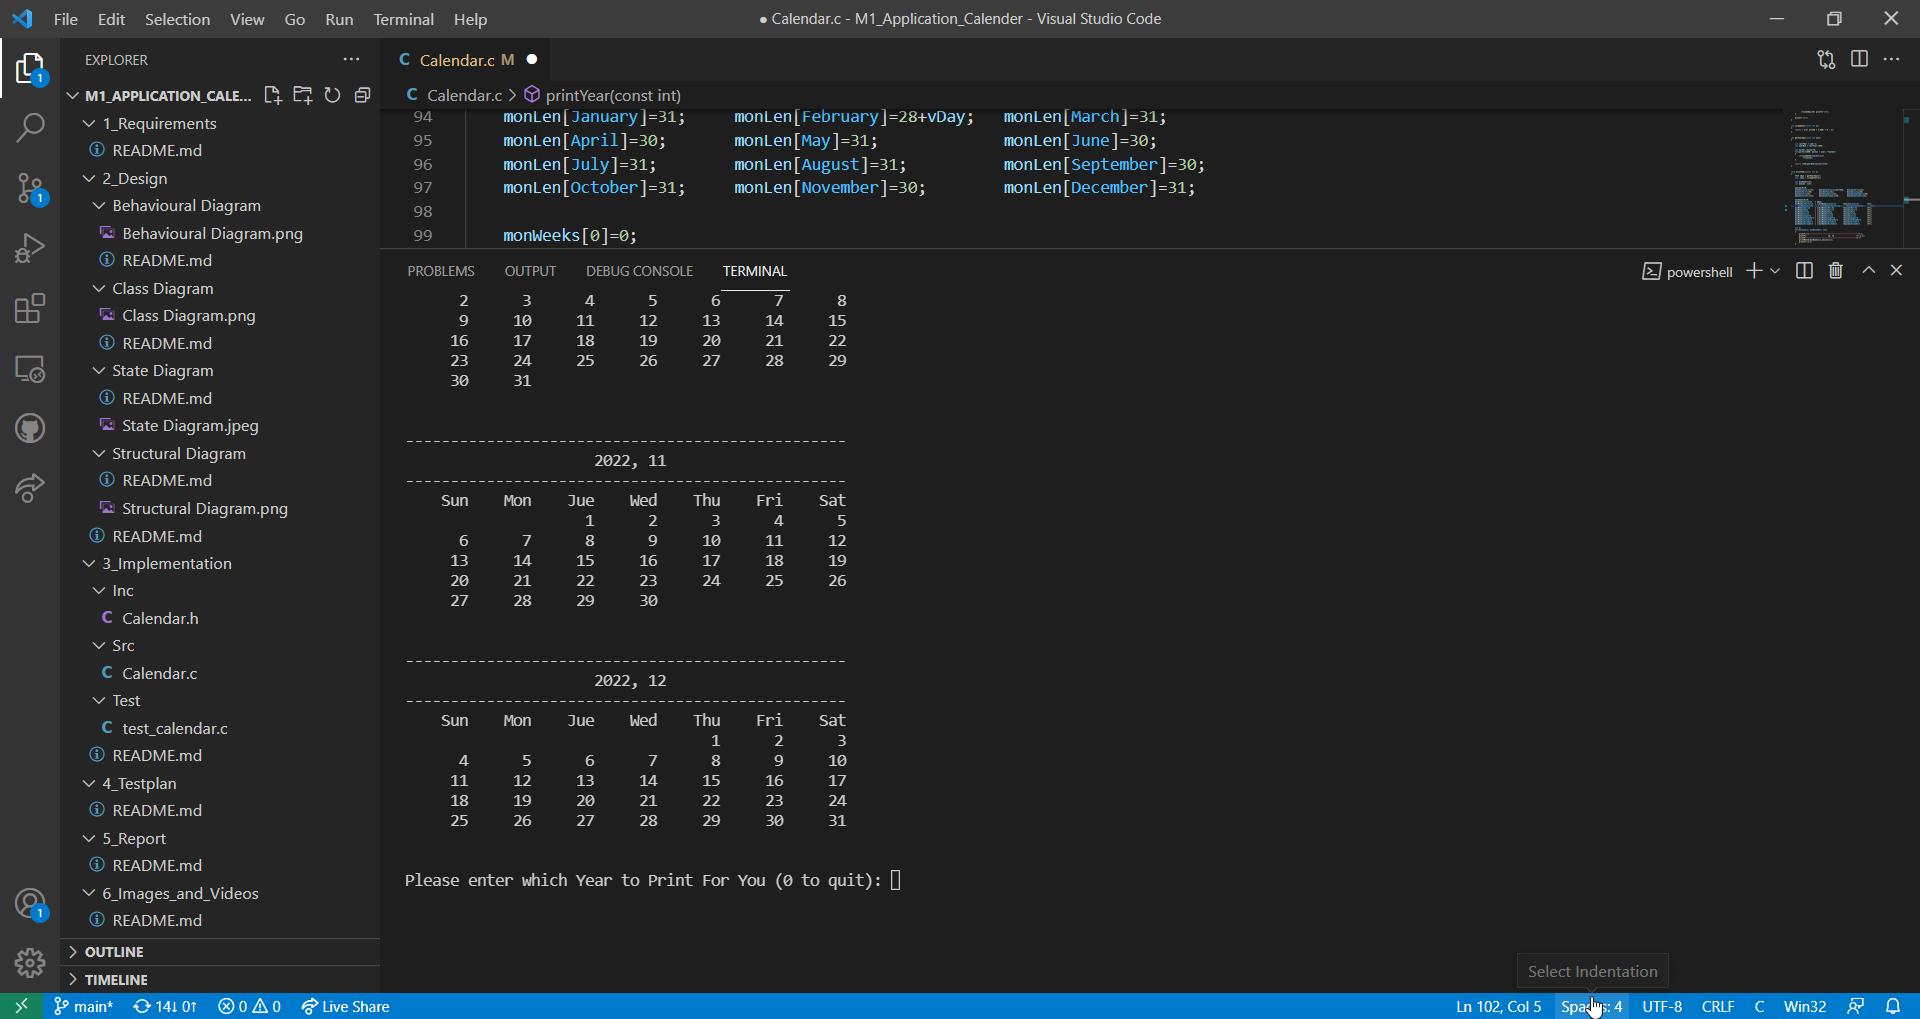 File Edit Selection View Go Run Terminal Help
● Calendar.c - M1_Application_Calender - Visual Studio Code
EXPLORER
M1_APPLICATION_CALE...
1_Requirements
README.md
2_Design
Behavioural Diagram
Behavioural Diagram.png
README.md
Class Diagram
Class Diagram.png
README.md
State Diagram
README.md
State Diagram.jpeg
Structural Diagram
README.md
Structural Diagram.png
README.md
3_Implementation
Inc
C Calendar.h
Src
C Calendar.c
Test
C test_calendar.c
README.md
4_Testplan
README.md
5_Report
README.md
6_Images_and_Videos
README.md
OUTLINE
TIMELINE
1
1
1
C Calendar.c M
C Calendar.c > printYear(const int)
94 monLen[January]=31; monLen[February]=28+vDay; monLen[March]=31;
95 monLen[April]=30; monLen[May]=31; monLen[June]=30;
96 monLen[July]=31; monLen[August]=31; monLen[September]=30;
97 monLen[October]=31; monLen[November]=30; monLen[December]=31;
98
99 monWeeks[0]=0;
PROBLEMS OUTPUT DEBUG CONSOLE TERMINAL
powershell
2 3 4 5 6 7 8
9 10 11 12 13 14 15
16 17 18 19 20 21 22
23 24 25 26 27 28 29
30 31
-------------------------------------------------
2022, 11
-------------------------------------------------
Sun Mon Jue Wed Thu Fri Sat
1 2 3 4 5
6 7 8 9 10 11 12
13 14 15 16 17 18 19
20 21 22 23 24 25 26
27 28 29 30
-------------------------------------------------
2022, 12
-------------------------------------------------
Sun Mon Jue Wed Thu Fri Sat
1 2 3
4 5 6 7 8 9 10
11 12 13 14 15 16 17
18 19 20 21 22 23 24
25 26 27 28 29 30 31
Please enter which Year to Print For You (0 to quit):
Select Indentation
main* 14↓ 0↑ 0 0 Live Share
Ln 102, Col 5 : 4 UTF-8 CRLF C Win32